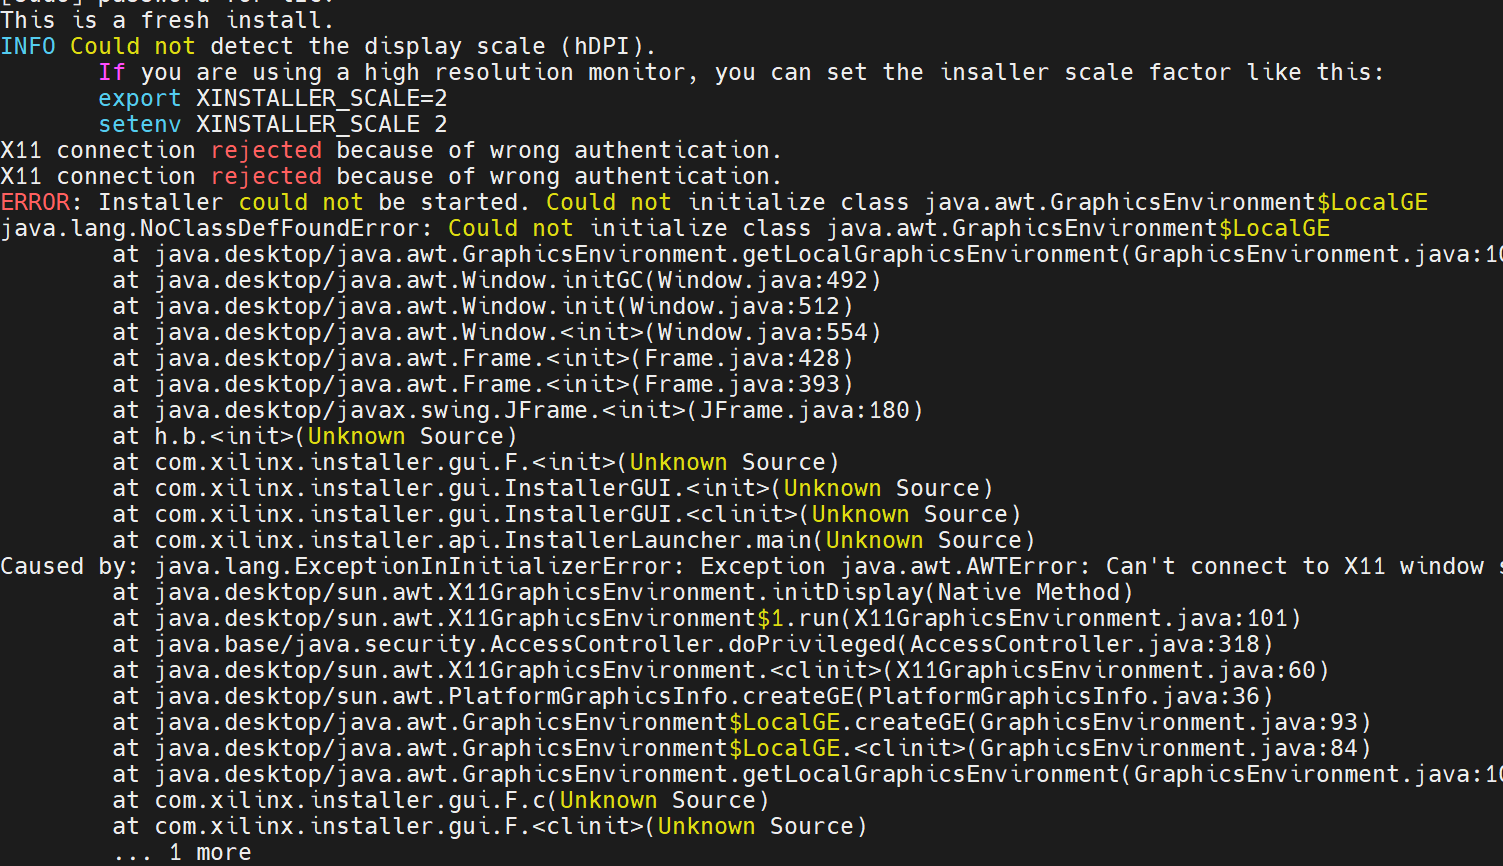 This is a fresh install.
INFO Could not detect the display scale (hDPI).
If you are using a high resolution monitor, you can set the insaller scale factor like this:
export XINSTALLER_SCALE=2
setenv XINSTALLER_SCALE 2
X11 connection rejected because of wrong authentication.
X11 connection rejected because of wrong authentication.
ERROR: Installer could not be started. Could not initialize class java.awt.GraphicsEnvironment$LocalGE
java.lang.NoClassDefFoundError: Could not initialize class java.awt.GraphicsEnvironment$LocalGE
at java.desktop/java.awt.GraphicsEnvironment.getLocalGraphicsEnvironment(GraphicsEnvironment.java:10
at java.desktop/java.awt.Window.initGC(Window.java:492)
at java.desktop/java.awt.Window.init(Window.java:512)
at java.desktop/java.awt.Window.<init>(Window.java:554)
at java.desktop/java.awt.Frame.<init>(Frame.java:428)
at java.desktop/java.awt.Frame.<init>(Frame.java:393)
at java.desktop/javax.swing.JFrame.<init>(JFrame.java:180)
at h.b.<init>(Unknown Source)
at com.xilinx.installer.gui.F.<init>(Unknown Source)
at com.xilinx.installer.gui.InstallerGUI.<init>(Unknown Source)
at com.xilinx.installer.gui.InstallerGUI.<clinit>(Unknown Source)
at com.xilinx.installer.api.InstallerLauncher.main(Unknown Source)
Caused by: java.lang.ExceptionInInitializerError: Exception java.awt.AWTError: Can't connect to X11 window
at java.desktop/sun.awt.X11GraphicsEnvironment.initDisplay(Native Method)
at java.desktop/sun.awt.X11GraphicsEnvironment$1.run(X11GraphicsEnvironment.java:101)
at java.base/java.security.AccessController.doPrivileged(AccessController.java:318)
at java.desktop/sun.awt.X11GraphicsEnvironment.<clinit>(X11GraphicsEnvironment.java:60)
at java.desktop/sun.awt.PlatformGraphicsInfo.createGE(PlatformGraphicsInfo.java:36)
at java.desktop/java.awt.GraphicsEnvironment$LocalGE.createGE(GraphicsEnvironment.java:93)
at java.desktop/java.awt.GraphicsEnvironment$LocalGE.<clinit>(GraphicsEnvironment.java:84)
at java.desktop/java.awt.GraphicsEnvironment.getLocalGraphicsEnvironment(GraphicsEnvironment.java:10
at com.xilinx.installer.gui.F.c(Unknown Source)
at com.xilinx.installer.gui.F.<clinit>(Unknown Source)
... 1 more